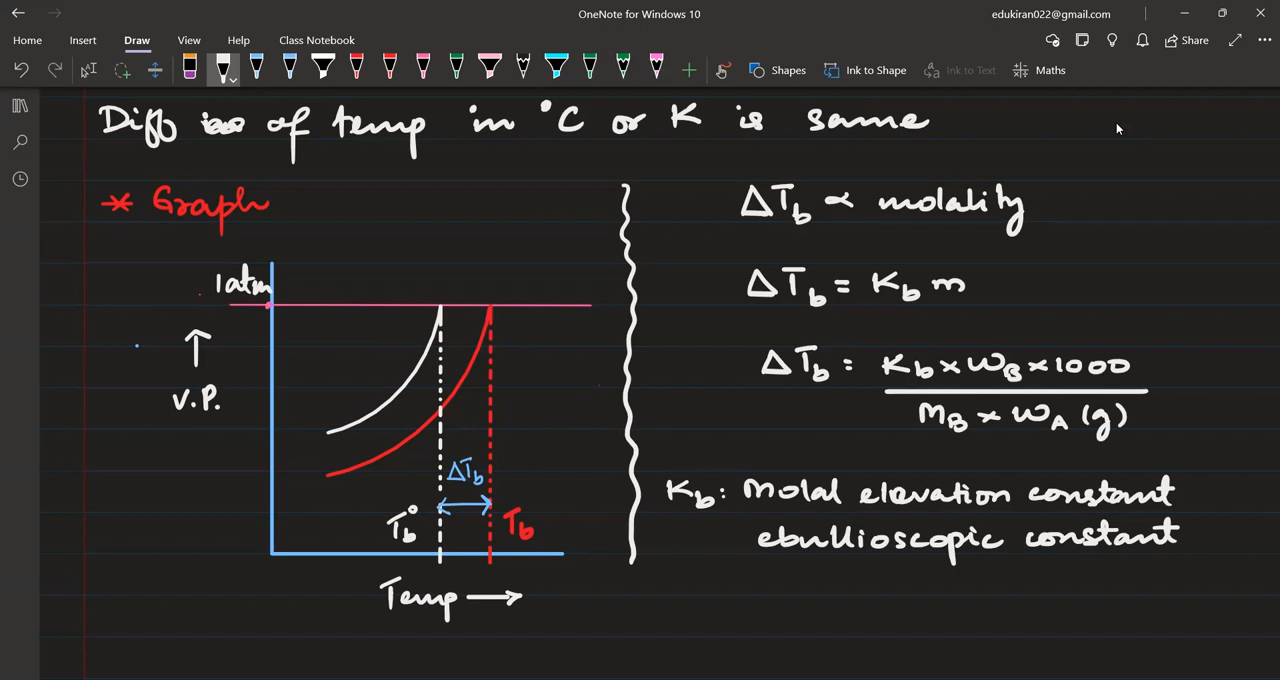 OneNote for Windows 10
edukiran022@gmail.com
Home Insert Draw View Help Class Notebook
Share
Shapes Ink to Shape Ink to Text Maths
Diff of temp in °C or K is same
* Graph
1atm
V.P.
ΔTb
Tb° Tb
Temp →
ΔTb ∝ molality
ΔTb = Kb m
ΔTb = Kb × WB × 1000
MB × WA (g)
Kb: Molal elevation constant
ebullioscopic constant